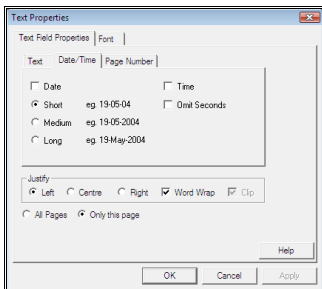 Text Properties
Text Field Properties Font
Text Date/Time Page Number
Date Time
Short eg. 19-05-04 Omit Seconds
Medium eg. 19-05-2004
Long eg. 19-May-2004
Justify
Left Centre Right Word Wrap Clip
All Pages Only this page
Help
OK Cancel Apply